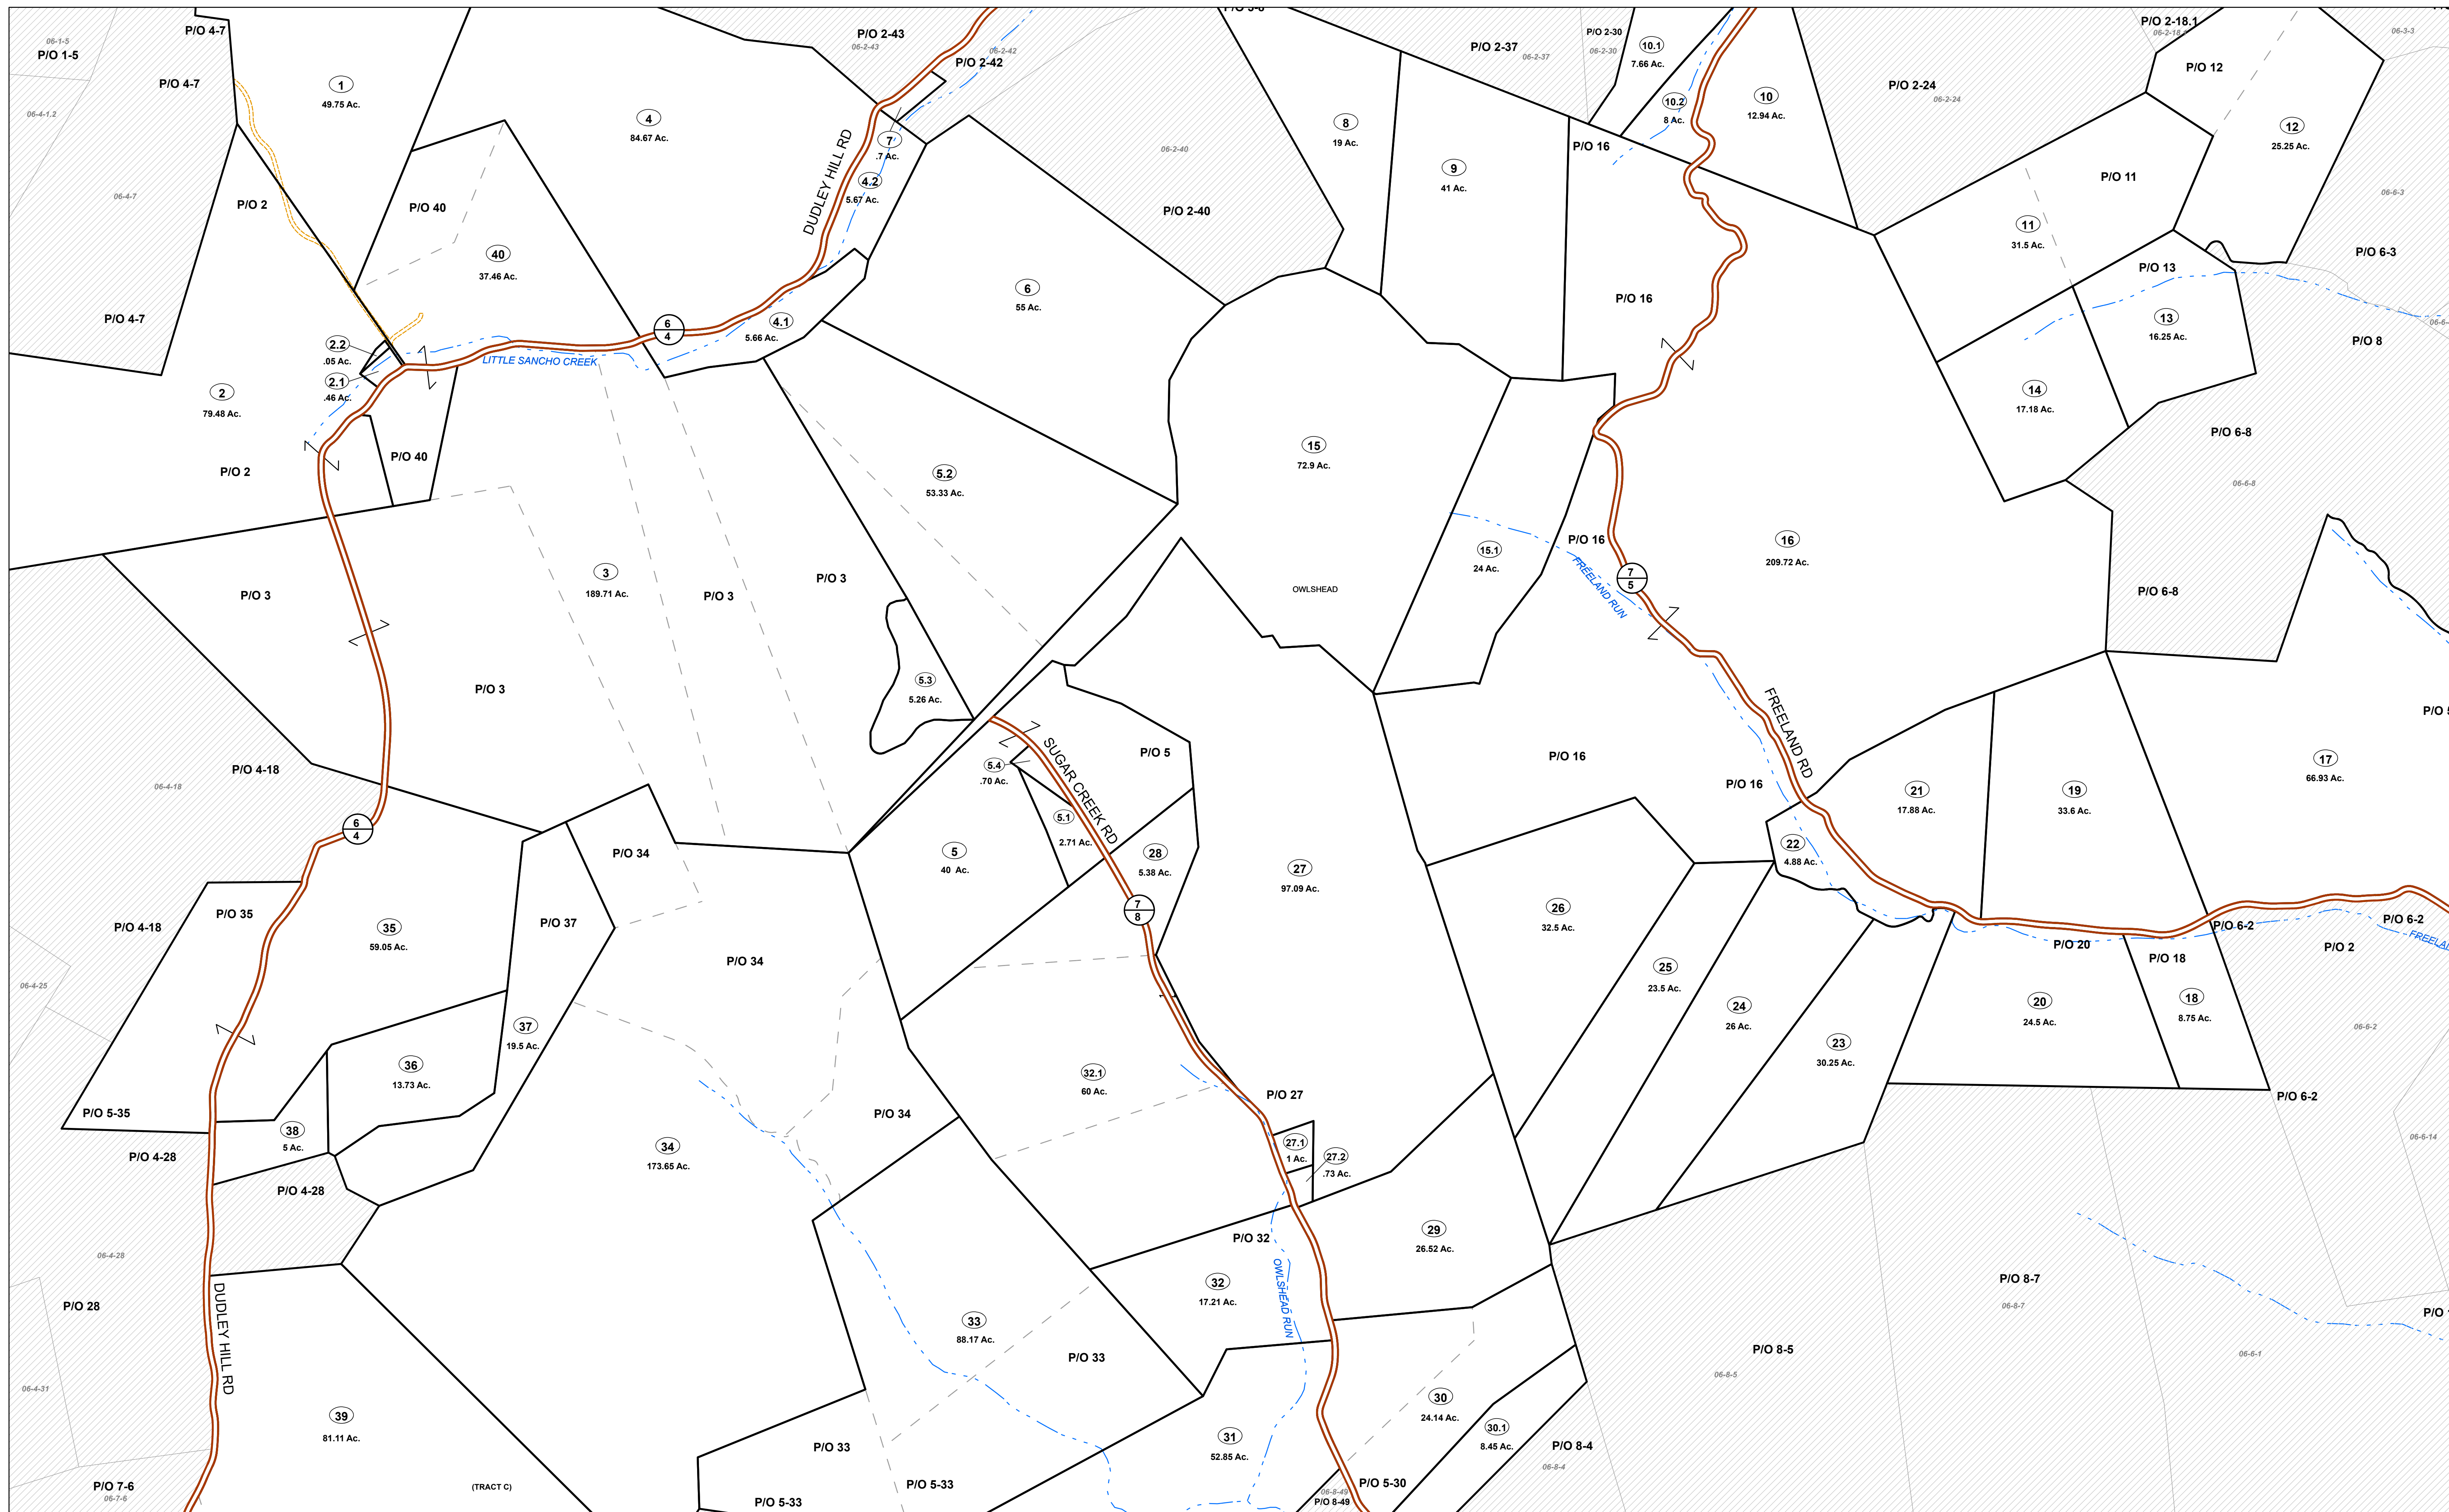 P/O 4-7
06-1-5
P/O 1-5
1
49.75 Ac.
P/O 4-7
06-4-1.2
06-4-7
P/O 2
P/O 4-7
4
84.67 Ac.
P/O 40
40
37.46 Ac.
P/O 2-43
06-2-43
06-2-42
P/O 2-42
7
.7 Ac.
4.2
5.67 Ac.
DUDLEY HILL RD
6
4
4.1
5.66 Ac.
LITTLE SANCHO CREEK
2.2
.05 Ac.
2.1
.46 Ac.
2
79.48 Ac.
P/O 2
P/O 40
06-2-40
P/O 2-40
6
55 Ac.
8
19 Ac.
9
41 Ac.
P/O 2-37
06-2-37
P/O 2-30
06-2-30
10.1
7.66 Ac.
10.2
8 Ac.
10
12.94 Ac.
P/O 16
P/O 16
P/O 2-24
06-2-24
P/O 2-18.1
P/O 12
06-3-3
12
25.25 Ac.
06-6-3
P/O 6-3
P/O 11
11
31.5 Ac.
P/O 13
13
16.25 Ac.
14
17.18 Ac.
P/O 8
P/O 6-8
06-6-8
P/O 6-8
15
72.9 Ac.
OWLSHEAD
15.1
24 Ac.
P/O 16
FREELAND RUN
7
5
16
209.72 Ac.
FREELAND RD
P/O 16
P/O 16
5.2
53.33 Ac.
P/O 3
3
189.71 Ac.
P/O 3
P/O 3
P/O 3
5.3
5.26 Ac.
5.4
.70 Ac.
SUGAR CREEK RD
P/O 5
5.1
2.71 Ac.
5
40 Ac.
28
5.38 Ac.
7
8
27
97.09 Ac.
P/O 4-18
06-4-18
6
4
P/O 4-18
P/O 35
35
59.05 Ac.
P/O 34
P/O 37
P/O 34
37
19.5 Ac.
36
13.73 Ac.
38
5 Ac.
P/O 5-35
P/O 4-28
P/O 4-28
06-4-25
06-4-28
P/O 28
06-4-31
DUDLEY HILL RD
39
81.11 Ac.
(TRACT C)
P/O 7-6
06-7-6
34
173.65 Ac.
P/O 34
32.1
60 Ac.
P/O 27
27.1
1 Ac.
27.2
.73 Ac.
P/O 32
32
17.21 Ac.
OWLSHEAD RUN
29
26.52 Ac.
33
88.17 Ac.
P/O 33
P/O 33
P/O 5-33
P/O 5-33
31
52.85 Ac.
30
24.14 Ac.
30.1
8.45 Ac.
P/O 5-30
06-8-49
P/O 8-49
P/O 8-4
06-8-4
26
32.5 Ac.
25
23.5 Ac.
24
26 Ac.
23
30.25 Ac.
22
4.88 Ac.
21
17.88 Ac.
19
33.6 Ac.
17
66.93 Ac.
P/O 20
20
24.5 Ac.
P/O 18
18
8.75 Ac.
P/O 6-2
P/O 6-2
P/O 2
06-6-2
P/O 6-2
06-6-14
P/O 8-7
06-8-7
P/O 8-5
06-8-5
06-6-1